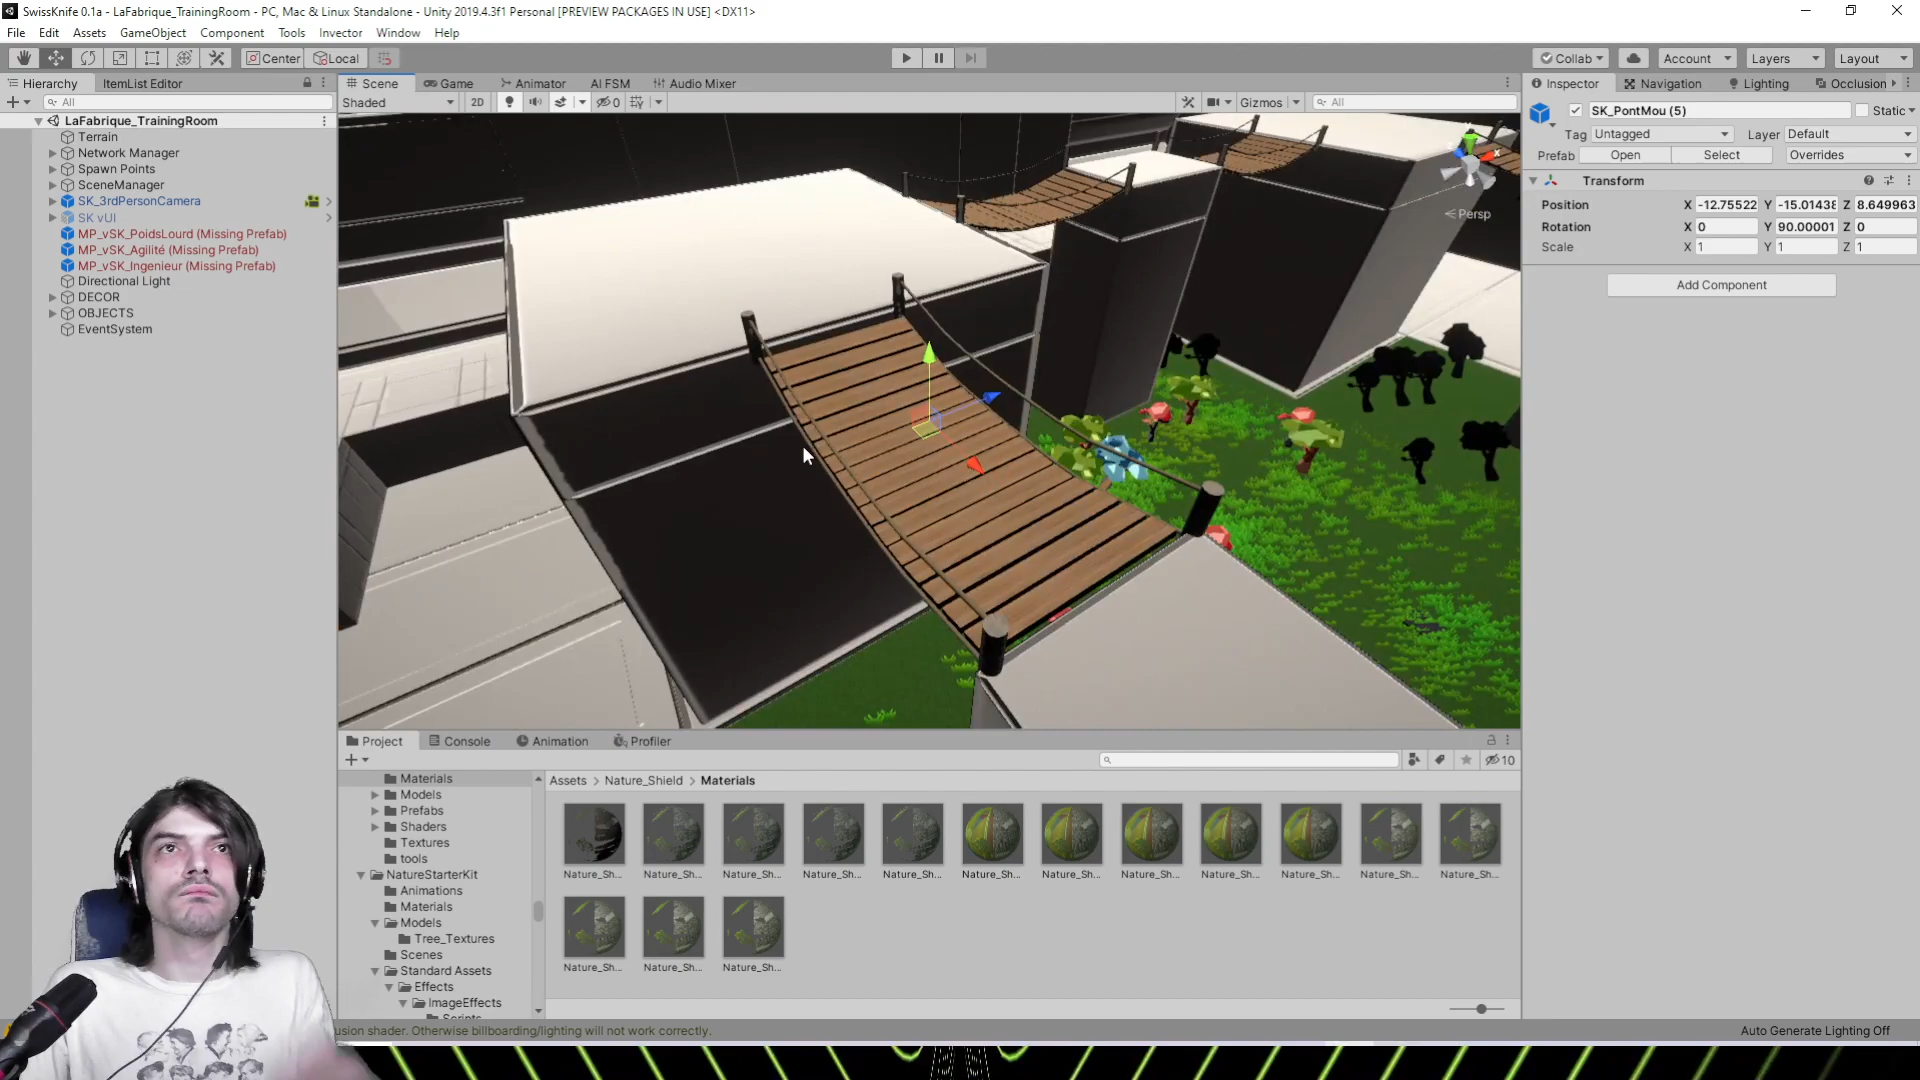 SwissKnife 0.1a - LaFabrique_TrainingRoom - PC, Mac & Linux Standalone - Unity 2019.4.3f1 Personal [PREVIEW PACKAGES IN USE] <DX11>
File Edit Assets GameObject Component Tools Invector Window Help
Center Local Collab Account Layers Layout
Hierarchy ItemList Editor Scene Game Animator AI FSM Audio Mixer Inspector Navigation Lighting Occlusion
All Shaded 2D 0 Gizmos All
SK_PontMou (5) Static
LaFabrique_TrainingRoom
Tag Untagged Layer Default
Terrain
Network Manager
Prefab Open Select Overrides
Spawn Points
SceneManager
Transform
SK_3rdPersonCamera
Position X -12.75522 Y -15.01438 Z 8.649963
SK vUI
Persp
Rotation X 0 Y 90.00001 Z 0
MP_vSK_PoidsLourd (Missing Prefab)
Scale X 1 Y 1 Z 1
MP_vSK_Agilité (Missing Prefab)
MP_vSK_Ingenieur (Missing Prefab)
Directional Light
Add Component
DECOR
OBJECTS
EventSystem
Project Console Animation Profiler
10
Assets > Nature_Shield > Materials
Materials
Models
Prefabs
Shaders
Textures
tools
NatureStarterKit
Animations
Materials
Models
Tree_Textures
Scenes
Standard Assets
Effects
ImageEffects
Nature_Sh... Nature_Sh... Nature_Sh... Nature_Sh... Nature_Sh... Nature_Sh... Nature_Sh... Nature_Sh... Nature_Sh... Nature_Sh... Nature_Sh... Nature_Sh...
Nature_Sh... Nature_Sh... Nature_Sh...
usion shader. Otherwise billboarding/lighting will not work correctly.
Auto Generate Lighting Off